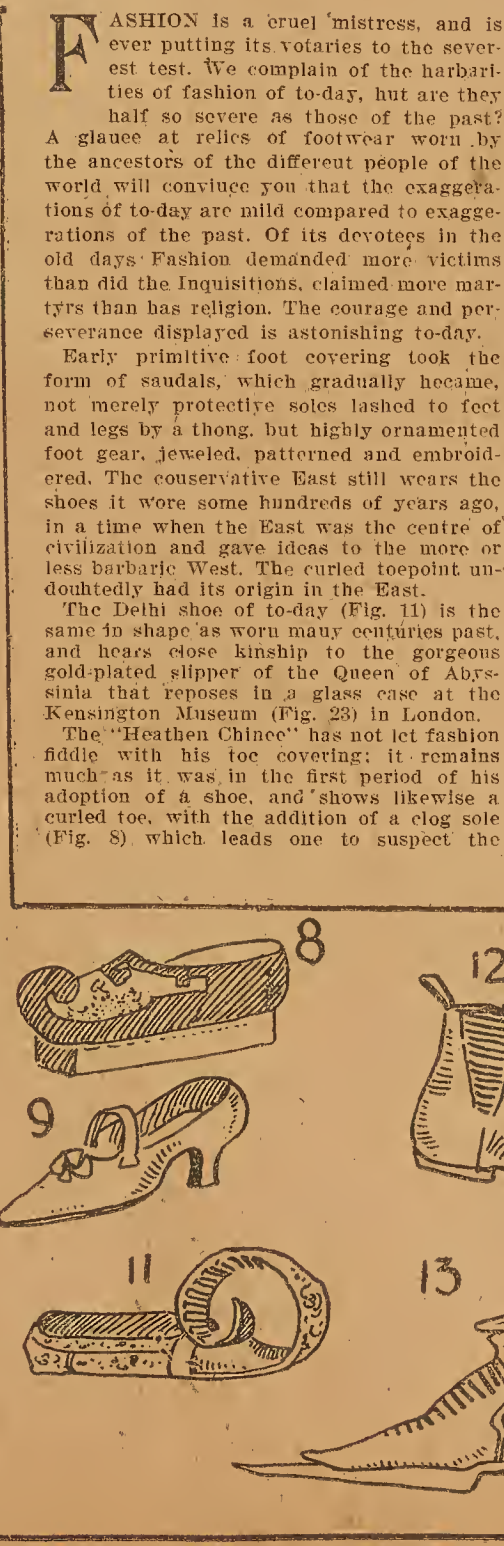 FASHION is a cruel mistress, and is
ever putting its votaries to the sever-
est test. We complain of the barbari-
ties of fashion of to-day, but are they
half so severe as those of the past?
A glance at relics of footwear worn by
the ancestors of the different people of the
world will convince you that the exaggera-
tions of to-day are mild compared to exagge-
rations of the past. Of its devotees in the
old days Fashion demanded more victims
than did the Inquisitions, claimed more mar-
tyrs than has religion. The courage and per-
severance displayed is astonishing to-day.
Early primitive foot covering took the
form of sandals, which gradually became,
not merely protective soles lashed to feet
and legs by a thong, but highly ornamented
foot gear, jeweled, patterned and embroid-
ered. The conservative East still wears the
shoes it wore some hundreds of years ago,
in a time when the East was the centre of
civilization and gave ideas to the more or
less barbaric West. The curled toepoint un-
doubtedly had its origin in the East.
The Delhi shoe of to-day (Fig. 11) is the
same in shape as worn many centuries past,
and bears close kinship to the gorgeous
gold-plated slipper of the Queen of Abys-
sinia that reposes in a glass case at the
Kensington Museum (Fig. 23) in London.
The "Heathen Chinee" has not let fashion
fiddle with his toe covering; it remains
much as it was in the first period of his
adoption of a shoe, and shows likewise a
curled toe, with the addition of a clog sole
(Fig. 8) which leads one to suspect the
8
12
9
11
13